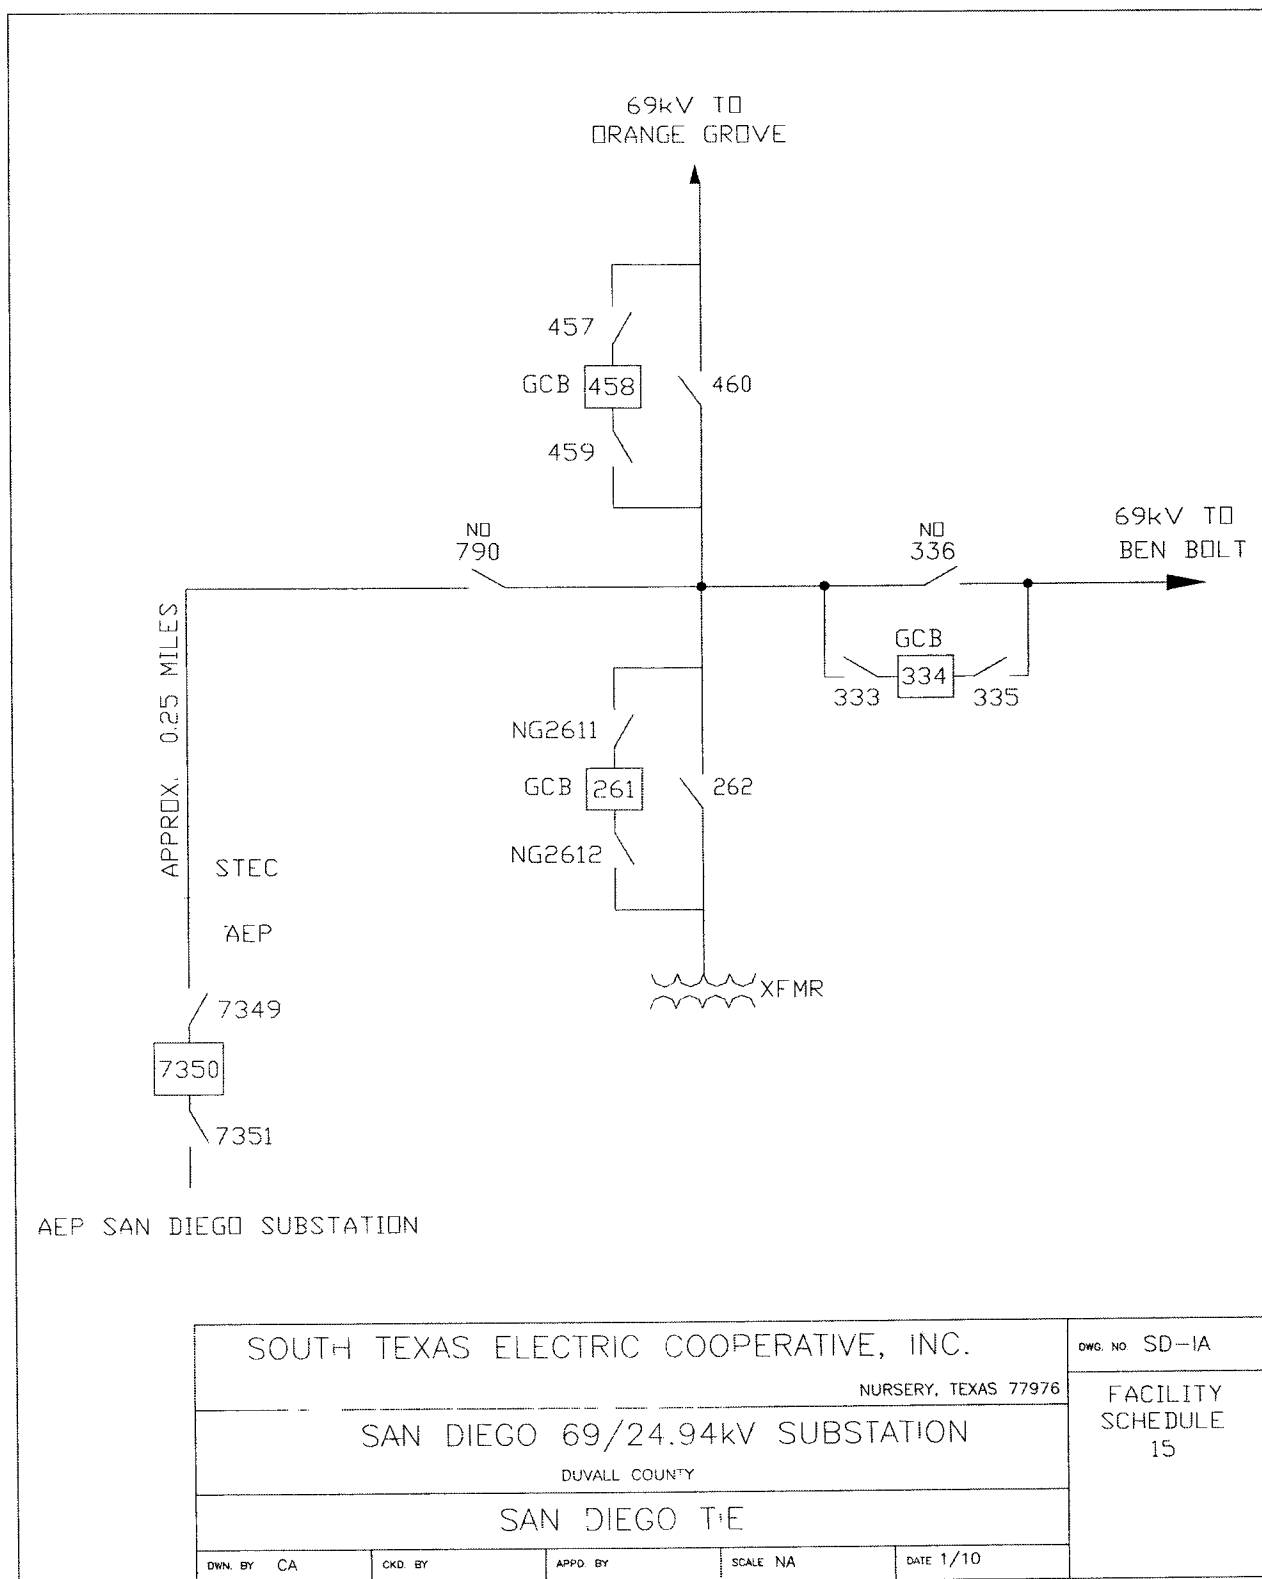 69kV TO
ORANGE GROVE
457
GCB 458
460
459
NO
790
NO
336
69kV TO
BEN BOLT
GCB
334
333
335
APPROX. 0.25 MILES
NG2611
GCB 261
262
NG2612
STEC
AEP
XFMR
7349
7350
7351
AEP SAN DIEGO SUBSTATION
SOUTH TEXAS ELECTRIC COOPERATIVE, INC.
NURSERY, TEXAS 77976
DWG. NO. SD-1A
FACILITY
SCHEDULE
15
SAN DIEGO 69/24.94kV SUBSTATION
DUVALL COUNTY
SAN DIEGO TIE
DWN. BY CA
CKD. BY
APPD. BY
SCALE NA
DATE 1/10